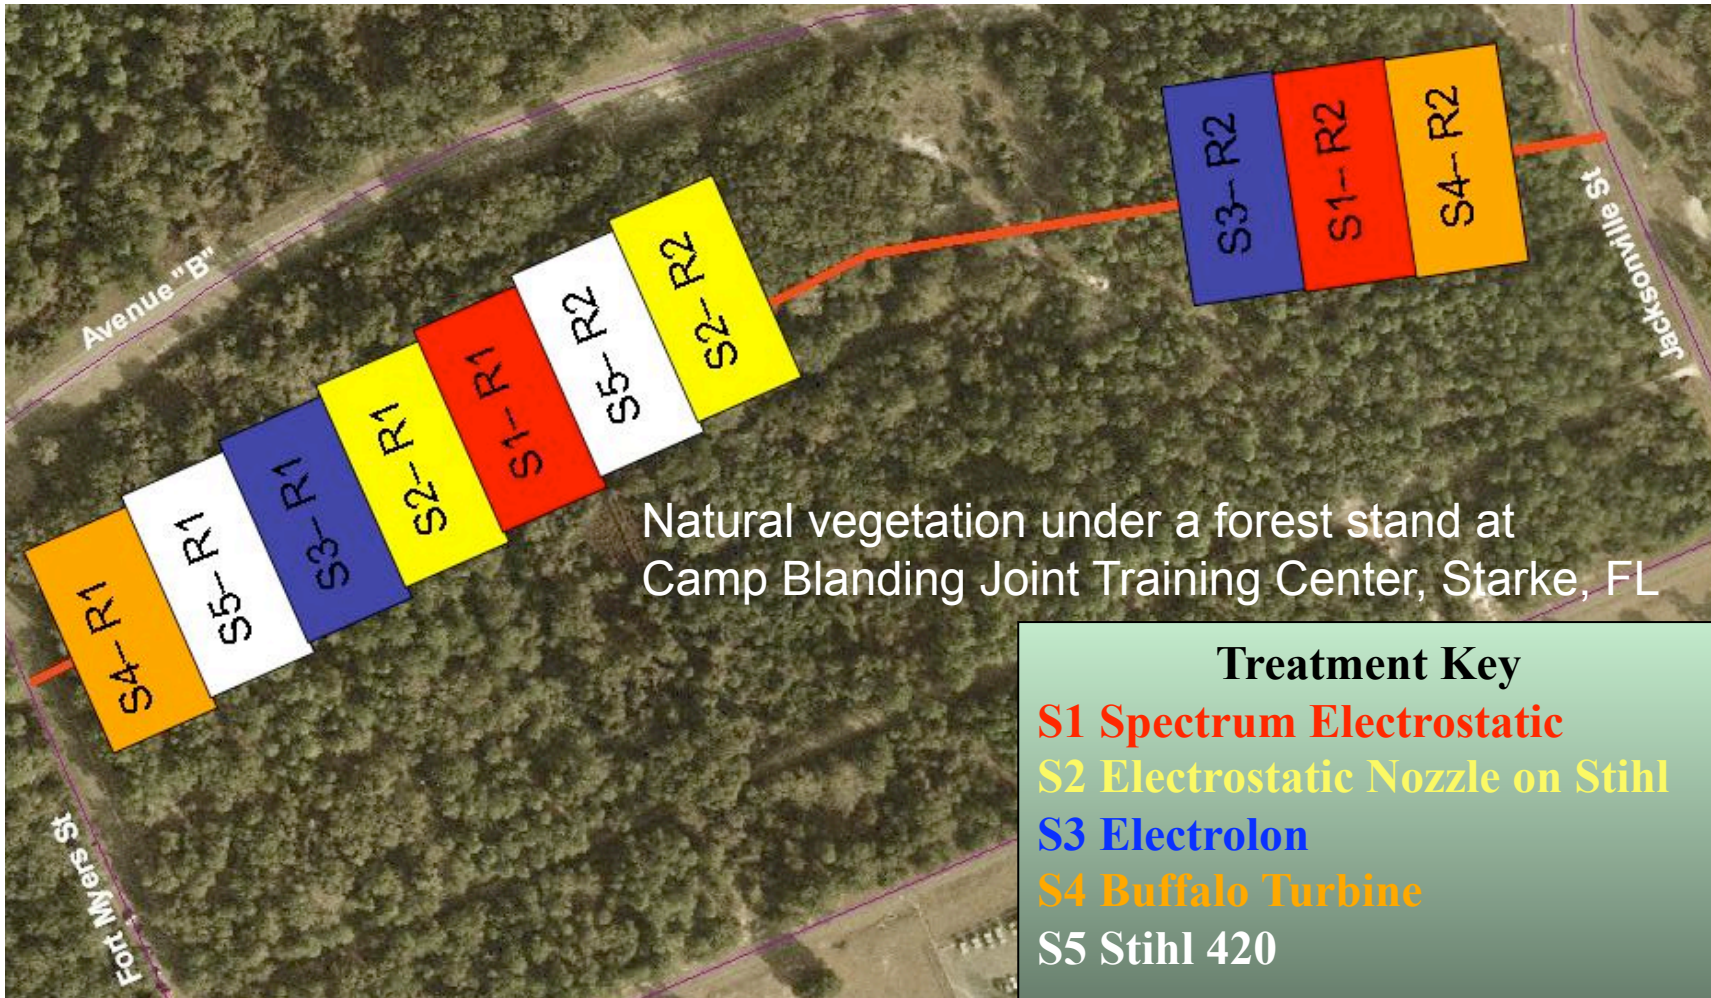 Avenue "B"
Jacksonville St
Fort Myers St
S4-- R1
S5-- R1
S3-- R1
S2-- R1
S1-- R1
S5-- R2
S2-- R2
S3-- R2
S1-- R2
S4-- R2
Natural vegetation under a forest stand at
Camp Blanding Joint Training Center, Starke, FL
Treatment Key
S1 Spectrum Electrostatic
S2 Electrostatic Nozzle on Stihl
S3 Electrolon
S4 Buffalo Turbine
S5 Stihl 420